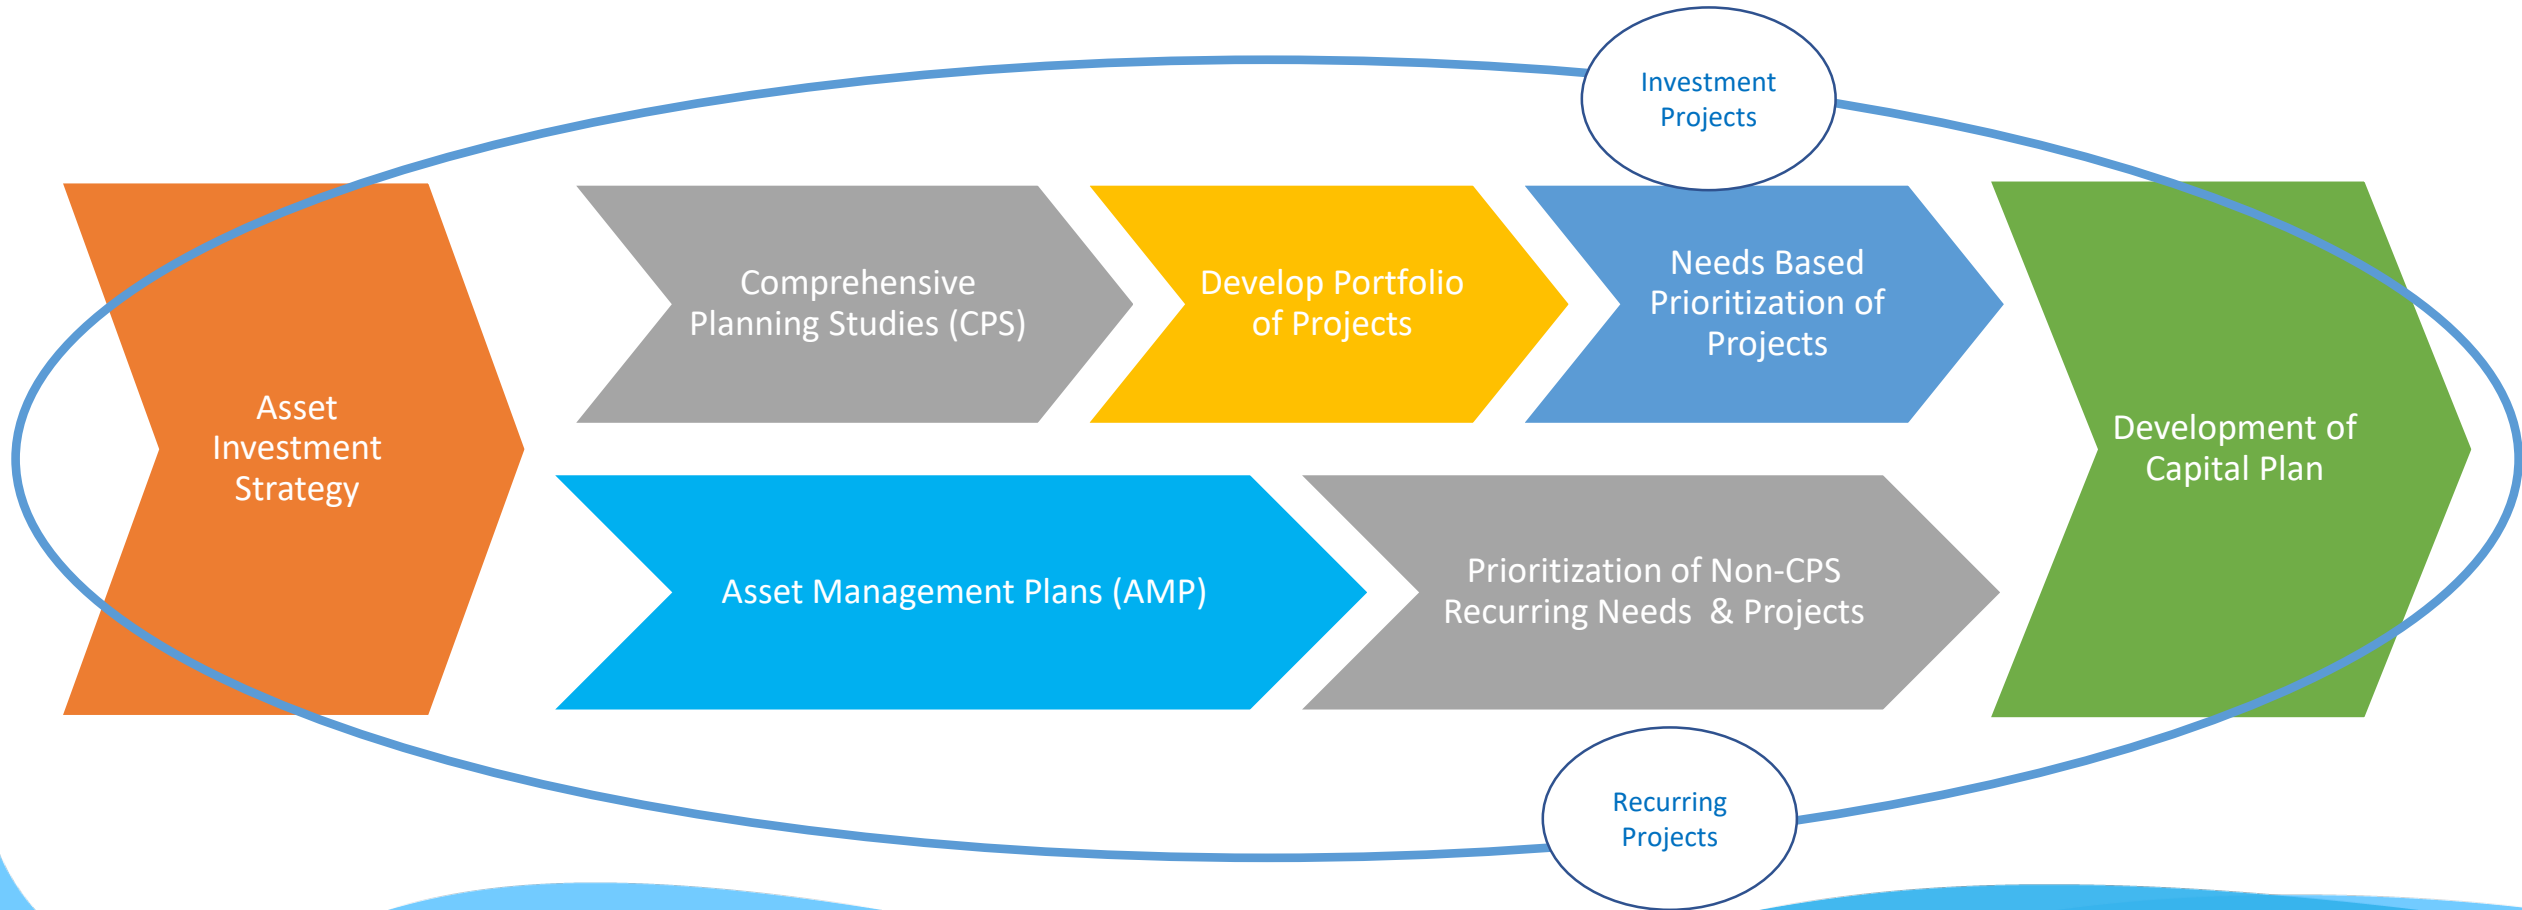 Investment
Projects
Asset
Investment
Strategy
Comprehensive
Planning Studies (CPS)
Develop Portfolio
of Projects
Needs Based
Prioritization of
Projects
Asset Management Plans (AMP)
Prioritization of Non-CPS
Recurring Needs  & Projects
Development of
Capital Plan
Recurring
Projects